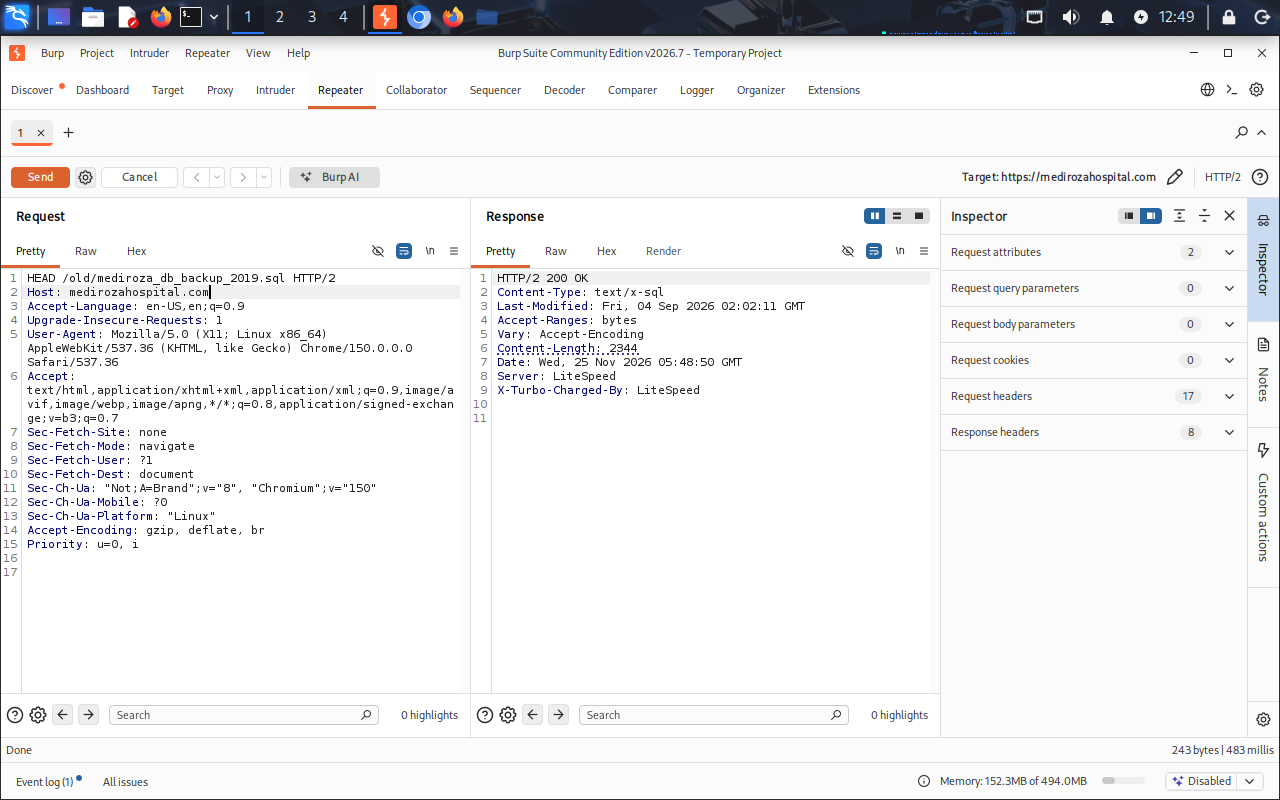 1 2 3 4 12:49
Burp Project Intruder Repeater View Help Burp Suite Community Edition v2026.7 - Temporary Project
Discover Dashboard Target Proxy Intruder Repeater Collaborator Sequencer Decoder Comparer Logger Organizer Extensions
1 × +
Send Cancel < > Burp AI Target: https://medirozahospital.com HTTP/2
Request
Pretty Raw Hex \n
1 HEAD /old/mediroza_db_backup_2019.sql HTTP/2
2 Host: medirozahospital.com
3 Accept-Language: en-US,en;q=0.9
4 Upgrade-Insecure-Requests: 1
5 User-Agent: Mozilla/5.0 (X11; Linux x86_64)
AppleWebKit/537.36 (KHTML, like Gecko) Chrome/150.0.0.0
Safari/537.36
6 Accept:
text/html,application/xhtml+xml,application/xml;q=0.9,image/a
vif,image/webp,image/apng,*/*;q=0.8,application/signed-exchan
ge;v=b3;q=0.7
7 Sec-Fetch-Site: none
8 Sec-Fetch-Mode: navigate
9 Sec-Fetch-User: ?1
10 Sec-Fetch-Dest: document
11 Sec-Ch-Ua: "Not;A=Brand";v="8", "Chromium";v="150"
12 Sec-Ch-Ua-Mobile: ?0
13 Sec-Ch-Ua-Platform: "Linux"
14 Accept-Encoding: gzip, deflate, br
15 Priority: u=0, i
16
17
Search 0 highlights
Response
Pretty Raw Hex Render \n
1 HTTP/2 200 OK
2 Content-Type: text/x-sql
3 Last-Modified: Fri, 04 Sep 2026 02:02:11 GMT
4 Accept-Ranges: bytes
5 Vary: Accept-Encoding
6 Content-Length: 2344
7 Date: Wed, 25 Nov 2026 05:48:50 GMT
8 Server: LiteSpeed
9 X-Turbo-Charged-By: LiteSpeed
10
11
Search 0 highlights
Inspector
Request attributes 2
Request query parameters 0
Request body parameters 0
Request cookies 0
Request headers 17
Response headers 8
Inspector
Notes
Custom actions
Done 243 bytes | 483 millis
Event log (1) All issues Memory: 152.3MB of 494.0MB Disabled